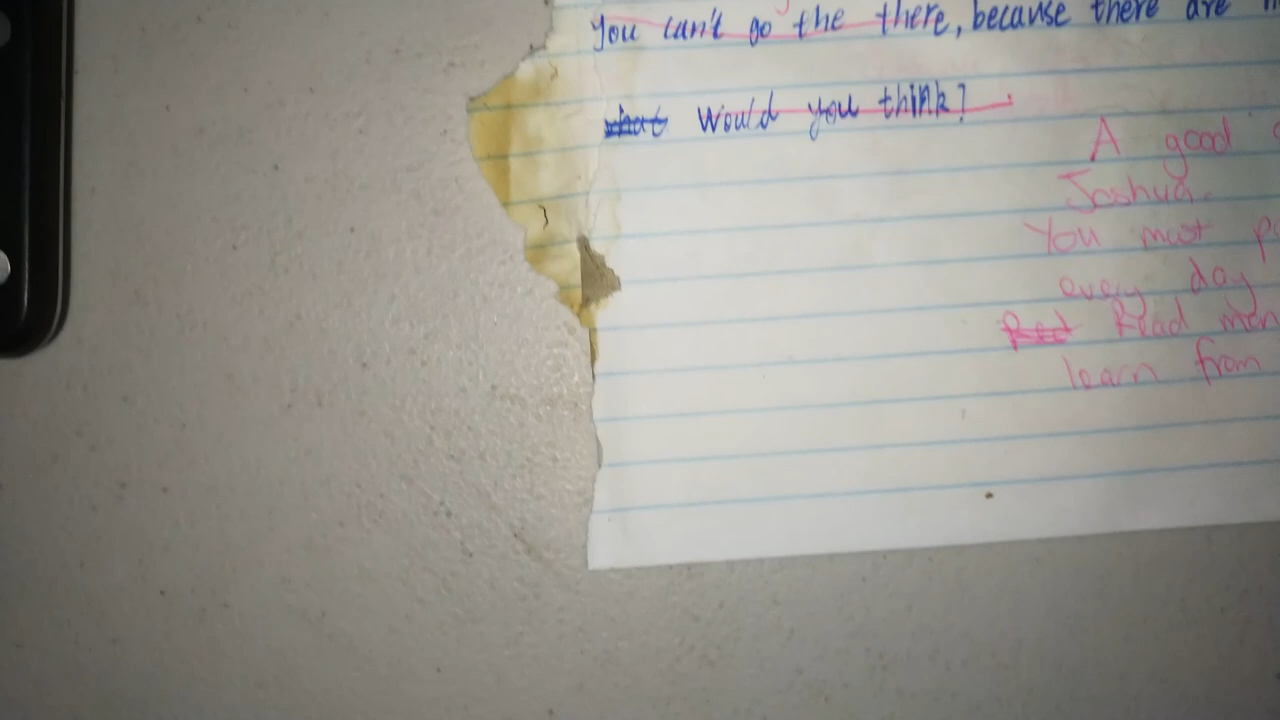 You can't go the there, because there are
what would you think?
A good
Joshua.
You must
every day
Red Read
learn from